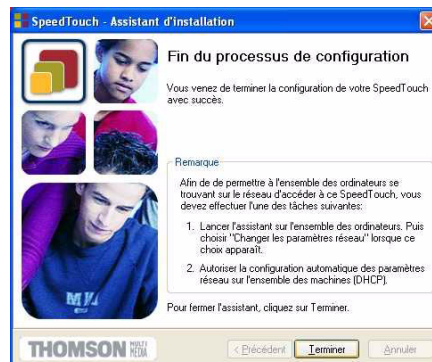 SpeedTouch - Assistant d'installation
Fin du processus de configuration
Vous venez de terminer la configuration de votre SpeedTouch
avec succès.
Remarque
Afin de de permettre à l'ensemble des ordinateurs se
trouvant sur le réseau d'accéder à ce SpeedTouch, vous
devez effectuer l'une des tâches suivantes:
1. Lancer l'assistant sur l'ensemble des ordinateurs. Puis
choisir "Changer les paramètres réseau" lorsque ce
choix apparaît.
2. Autoriser la configuration automatique des paramètres
réseau sur l'ensemble des machines (DHCP).
Pour fermer l'assistant, cliquez sur Terminer.
THOMSON MULTI MEDIA
< Précédent Terminer Annuler